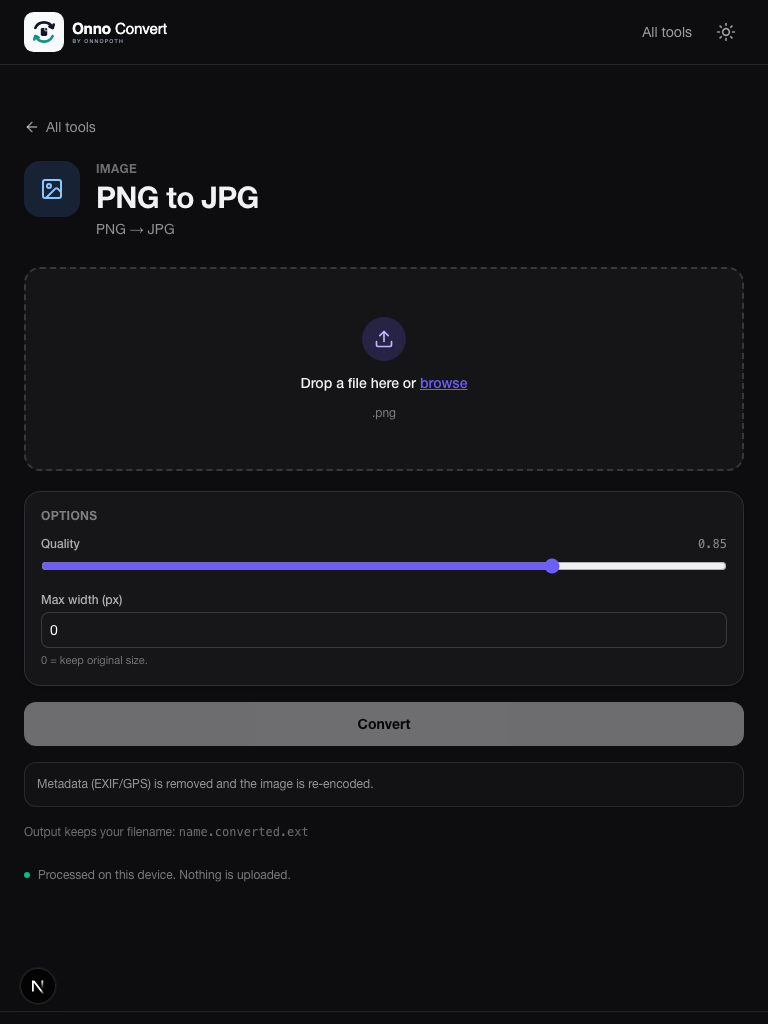 Onno Convert
BY ONNOPOTH
All tools
← All tools
IMAGE
PNG to JPG
PNG → JPG
Drop a file here or browse
.png
OPTIONS
Quality
0.85
Max width (px)
0
0 = keep original size.
Convert
Metadata (EXIF/GPS) is removed and the image is re-encoded.
Output keeps your filename: name.converted.ext
Processed on this device. Nothing is uploaded.
N